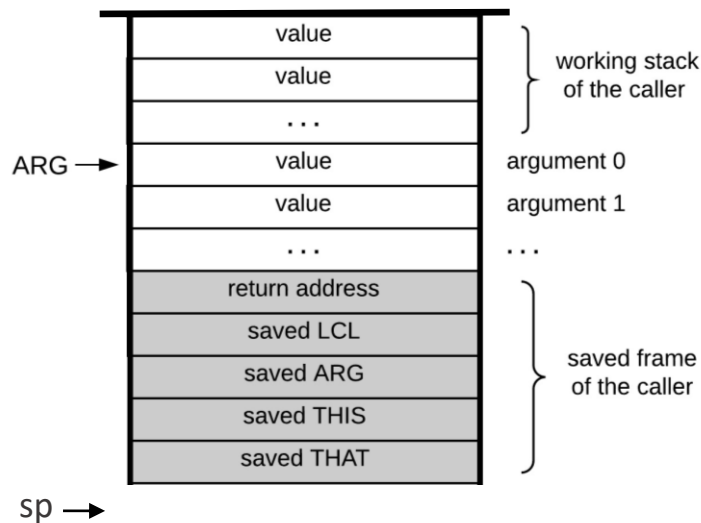 value
value
working stack
of the caller
...
ARG
value
argument 0
value
argument 1
...
...
return address
saved LCL
saved ARG
saved frame
of the caller
saved THIS
saved THAT
sp